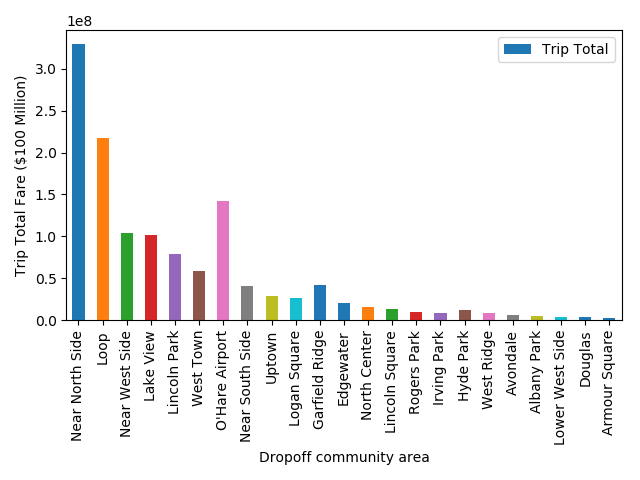 1e8
Trip Total
3.0
2.5
2.0
1.5
1.0
0.5
0.0
Trip Total Fare ($100 Million)
Near North Side
Loop
Near West Side
Lake View
Lincoln Park
West Town
O'Hare Airport
Near South Side
Uptown
Logan Square
Garfield Ridge
Edgewater
North Center
Lincoln Square
Rogers Park
Irving Park
Hyde Park
West Ridge
Avondale
Albany Park
Lower West Side
Douglas
Armour Square
Dropoff community area